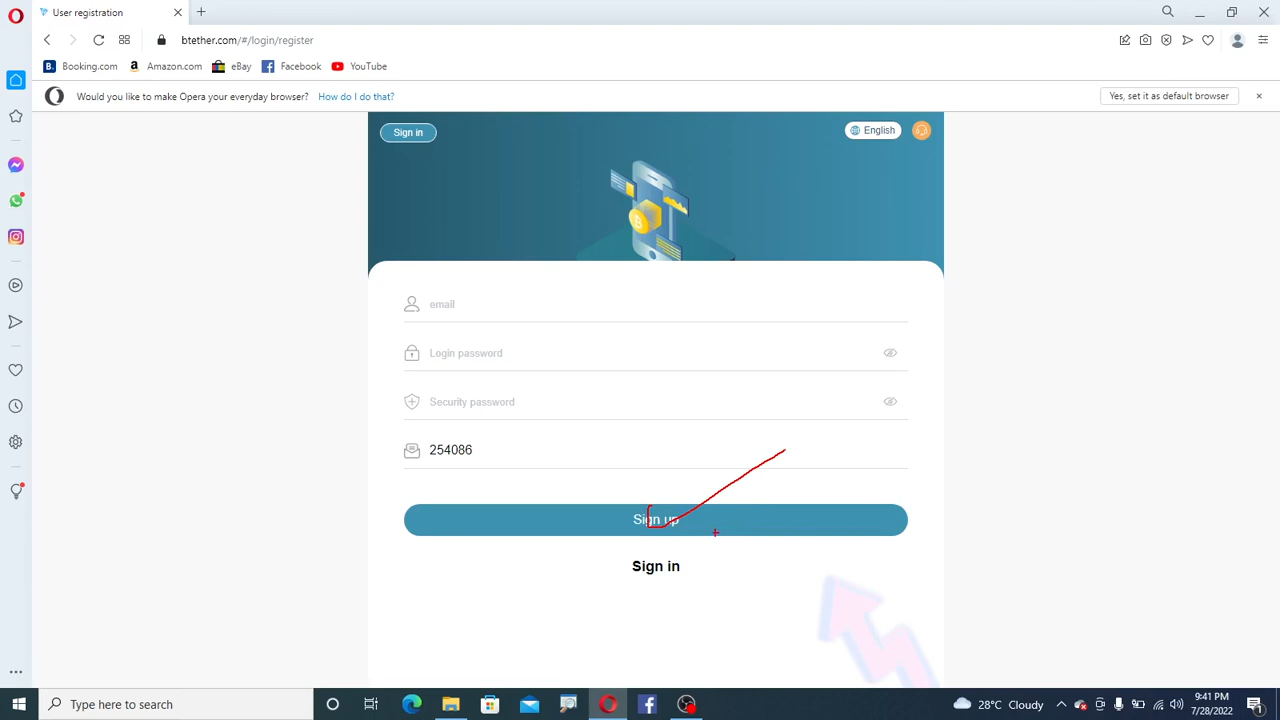 User registration
btether.com/#/login/register
B. Booking.com
a Amazon.com
eBay
Facebook
YouTube
Would you like to make Opera your everyday browser? How do I do that?
Yes, set it as default browser
Sign in
English
email
Login password
Security password
254086
Sign up
Sign in
Type here to search
28°C Cloudy
9:41 PM
7/28/2022
1